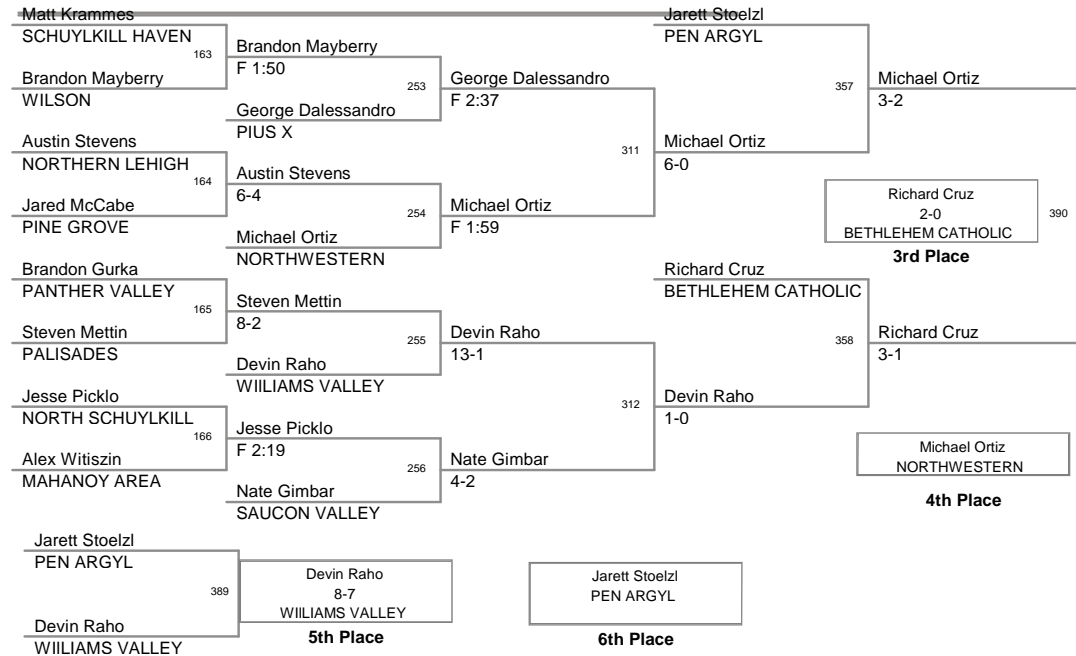 Matt Krammes
SCHUYLKILL HAVEN
163
Brandon Mayberry
WILSON
Austin Stevens
NORTHERN LEHIGH
164
Jared McCabe
PINE GROVE
Brandon Gurka
PANTHER VALLEY
165
Steven Mettin
PALISADES
Jesse Picklo
NORTH SCHUYLKILL
166
Alex Witiszin
MAHANOY AREA
Brandon Mayberry
F 1:50
253
George Dalessandro
PIUS X
Austin Stevens
6-4
254
Michael Ortiz
NORTHWESTERN
Steven Mettin
8-2
255
Devin Raho
WIILIAMS VALLEY
Jesse Picklo
F 2:19
256
Nate Gimbar
SAUCON VALLEY
George Dalessandro
F 2:37
311
Michael Ortiz
F 1:59
Devin Raho
13-1
312
Nate Gimbar
4-2
Jarett Stoelzl
PEN ARGYL
357
Michael Ortiz
6-0
Richard Cruz
BETHLEHEM CATHOLIC
358
Devin Raho
1-0
Michael Ortiz
3-2
Richard Cruz
2-0
BETHLEHEM CATHOLIC
390
3rd Place
Richard Cruz
3-1
Michael Ortiz
NORTHWESTERN
4th Place
Jarett Stoelzl
PEN ARGYL
389
Devin Raho
WIILIAMS VALLEY
Devin Raho
8-7
WIILIAMS VALLEY
5th Place
Jarett Stoelzl
PEN ARGYL
6th Place